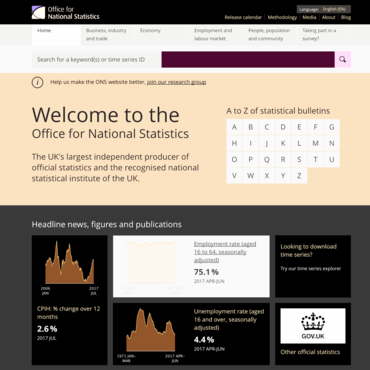 Office for
National Statistics
Language: English (EN)
Release calendar | Methodology | Media | About | Blog
Home
Business, industry
and trade
Economy
Employment and
labour market
People, population
and community
Taking part in a
survey?
Search for a keyword(s) or time series ID
Help us make the ONS website better, join our research group
Welcome to the
Office for National Statistics
The UK's largest independent producer of
official statistics and the recognised national
statistical institute of the UK.
A to Z of statistical bulletins
A B C D E F G
H I J K L M N
O P Q R S T U
V W X Y Z
Headline news, figures and publications
2006
JAN
2017
JUL
CPIH: % change over 12
months
2.6%
2017 JUL
Employment rate (aged
16 to 64, seasonally
adjusted)
75.1%
2017 APR-JUN
1971 JAN-
MAR
2017 APR-
JUN
Unemployment rate (aged
16 and over, seasonally
adjusted)
4.4%
2017 APR-JUN
Looking to download
time series?
Try our time series explorer
GOV.UK
Other official statistics